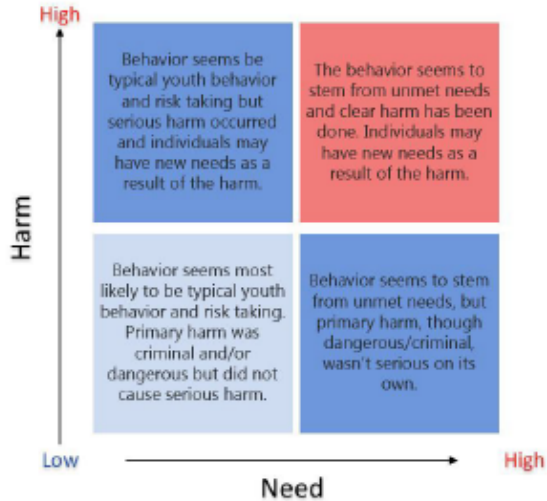 High
Behavior seems be
typical youth behavior
and risk taking but
serious harm occurred
and individuals may
have new needs as a
result of the harm.
The behavior seems to
stem from unmet needs
and clear harm has been
done. Individuals may
have new needs as a
result of the harm.
Harm
Behavior seems most
likely to be typical youth
behavior and risk taking.
Primary harm was
criminal and/or
dangerous but did not
cause serious harm.
Behavior seems to stem
from unmet needs, but
primary harm, though
dangerous/criminal,
wasn't serious on its
own.
Low
High
Need